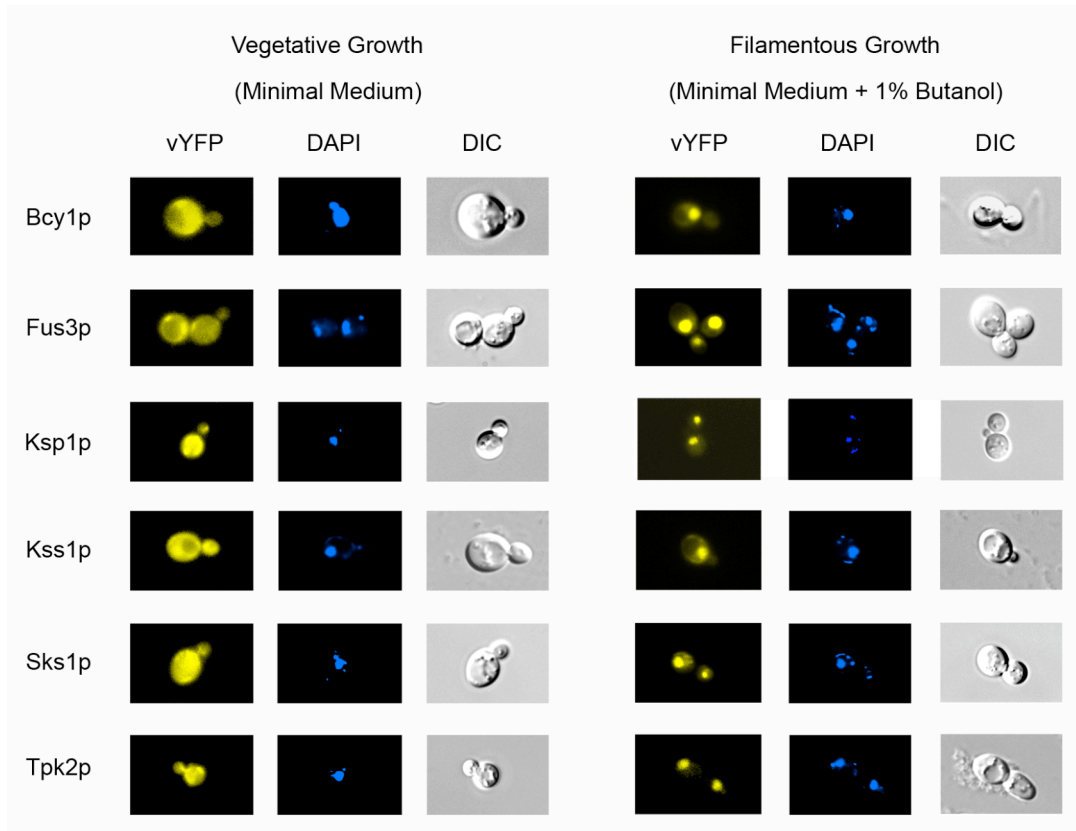 Vegetative Growth
Filamentous Growth
(Minimal Medium)
(Minimal Medium + 1% Butanol)
vYFP DAPI DIC vYFP DAPI DIC
Bcy1p
Fus3p
Ksp1p
Kss1p
Sks1p
Tpk2p